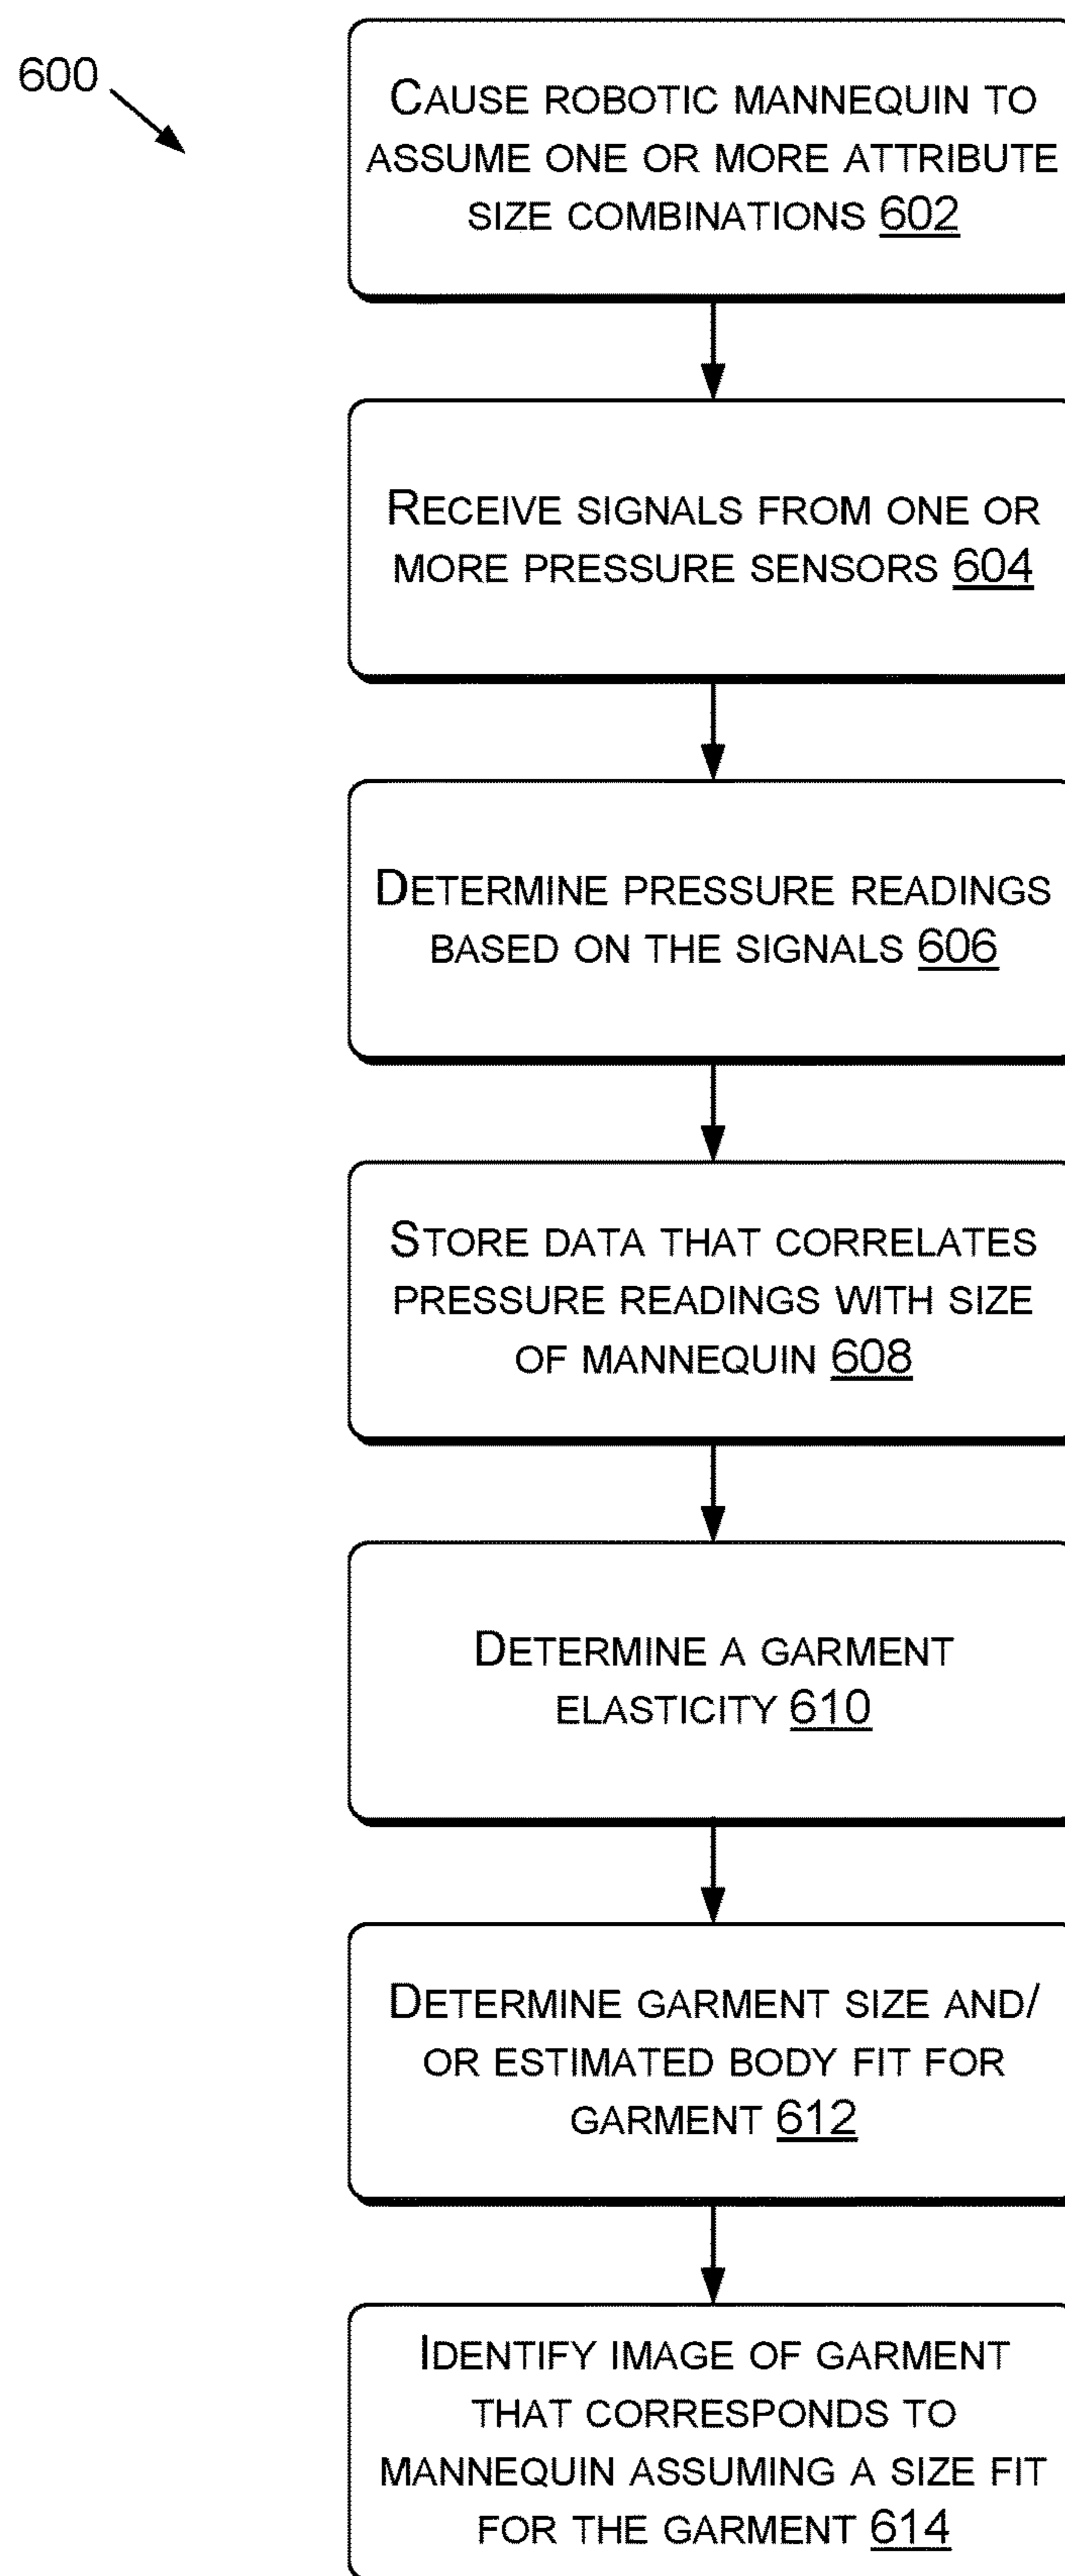 600
CAUSE ROBOTIC MANNEQUIN TO
ASSUME ONE OR MORE ATTRIBUTE
SIZE COMBINATIONS 602
RECEIVE SIGNALS FROM ONE OR
MORE PRESSURE SENSORS 604
DETERMINE PRESSURE READINGS
BASED ON THE SIGNALS 606
STORE DATA THAT CORRELATES
PRESSURE READINGS WITH SIZE
OF MANNEQUIN 608
DETERMINE A GARMENT
ELASTICITY 610
DETERMINE GARMENT SIZE AND/
OR ESTIMATED BODY FIT FOR
GARMENT 612
IDENTIFY IMAGE OF GARMENT
THAT CORRESPONDS TO
MANNEQUIN ASSUMING A SIZE FIT
FOR THE GARMENT 614